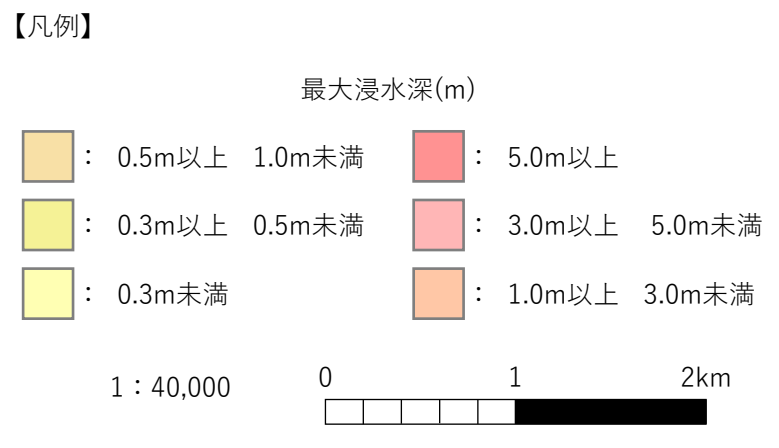 【凡例】
最大浸水深(m)
： 0.5m以上　1.0m未満　： 5.0m以上
： 0.3m以上　0.5m未満　： 3.0m以上　5.0m未満
： 0.3m未満　： 1.0m以上　3.0m未満
1：40,000　0　1　2km